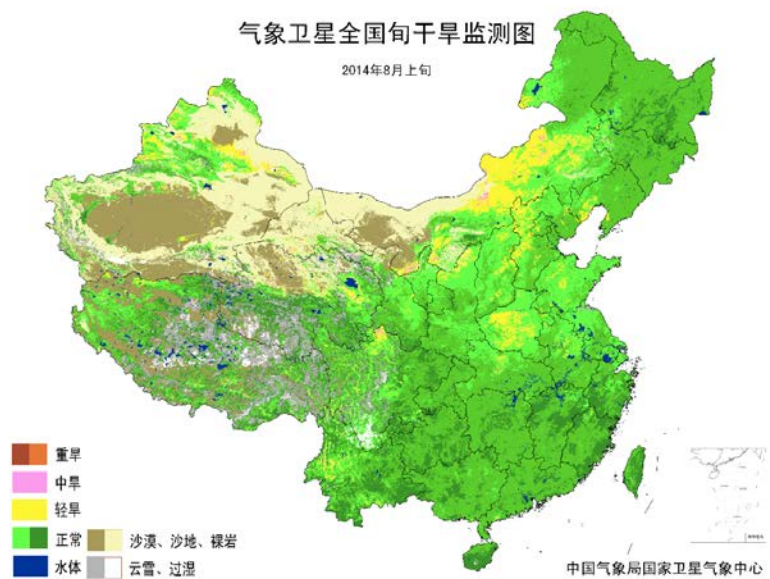 气象卫星全国旬干旱监测图
2014年8月上旬
重旱
中旱
轻旱
正常
沙漠、沙地、裸岩
水体
云雪、过湿
中国气象局国家卫星气象中心